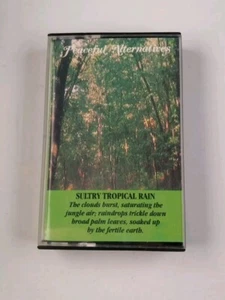 Peaceful Alternatives
SULTRY TROPICAL RAIN
The clouds burst, saturating the
jungle air; raindrops trickle down
broad palm leaves, soaked up
by the fertile earth.